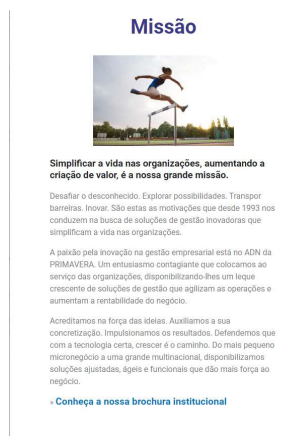 Missão
Simplificar a vida nas organizações, aumentando a
criação de valor, é a nossa grande missão.
Desafiar o desconhecido. Explorar possibilidades. Transpor
barreiras. Inovar. São estas as motivações que desde 1993 nos
conduzem na busca de soluções de gestão inovadoras que
simplificam a vida nas organizações.
A paixão pela inovação na gestão empresarial está no ADN da
PRIMAVERA. Um entusiasmo contagiante que colocamos ao
serviço das organizações, disponibilizando-lhes um leque
crescente de soluções de gestão que agilizam as operações e
aumentam a rentabilidade do negócio.
Acreditamos na força das ideias. Auxiliamos a sua
concretização. Impulsionamos os resultados. Defendemos que
com a tecnologia certa, crescer é o caminho. Do mais pequeno
micronegócio a uma grande multinacional, disponibilizamos
soluções ajustadas, ágeis e funcionais que dão mais força ao
negócio.
» Conheça a nossa brochura institucional